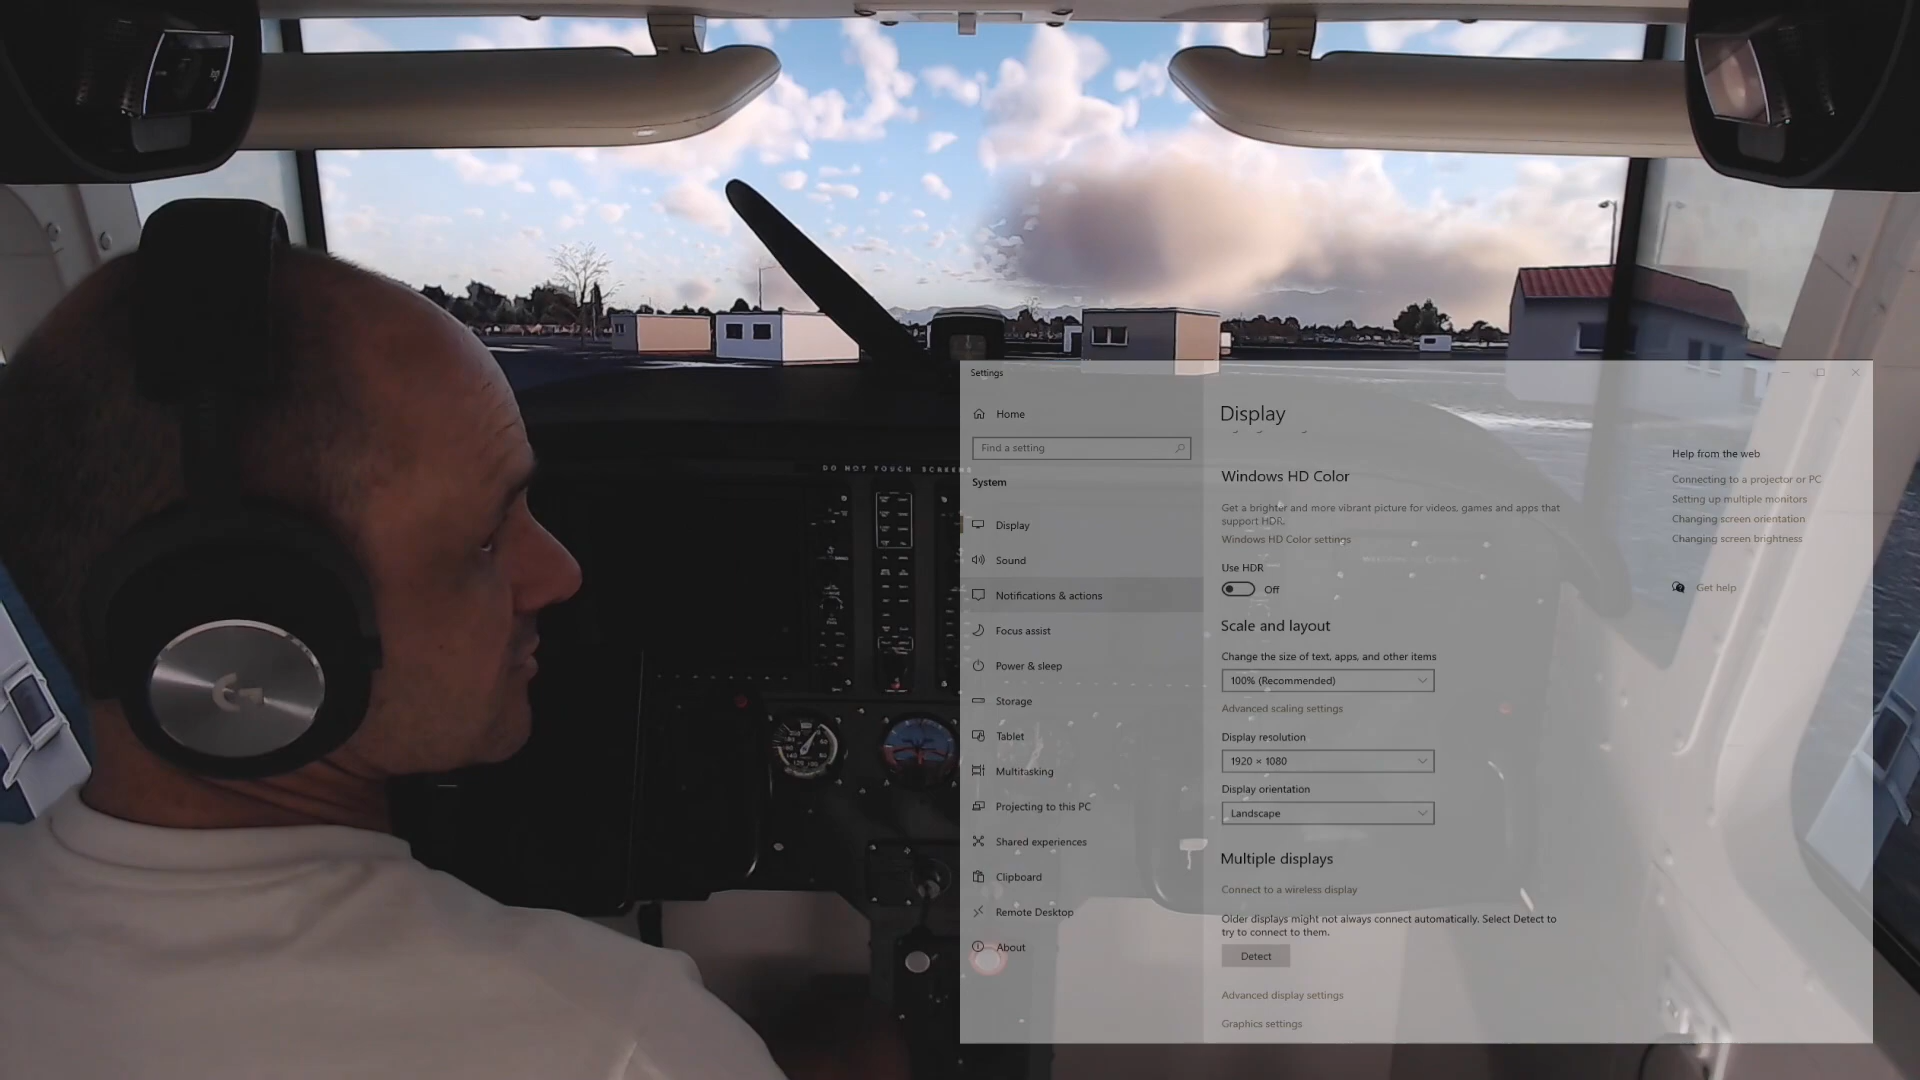 DO NOT TOUCH SCREENS
Settings
Home
Find a setting
System
Display
Sound
Notifications & actions
Focus assist
Power & sleep
Storage
Tablet
Multitasking
Projecting to this PC
Shared experiences
Clipboard
Remote Desktop
About
Display
Windows HD Color
Get a brighter and more vibrant picture for videos, games and apps that
support HDR.
Windows HD Color settings
Use HDR
Off
Scale and layout
Change the size of text, apps, and other items
100% (Recommended)
Advanced scaling settings
Display resolution
1920 × 1080
Display orientation
Landscape
Multiple displays
Connect to a wireless display
Older displays might not always connect automatically. Select Detect to
try to connect to them.
Detect
Advanced display settings
Graphics settings
Help from the web
Connecting to a projector or PC
Setting up multiple monitors
Changing screen orientation
Changing screen brightness
Get help